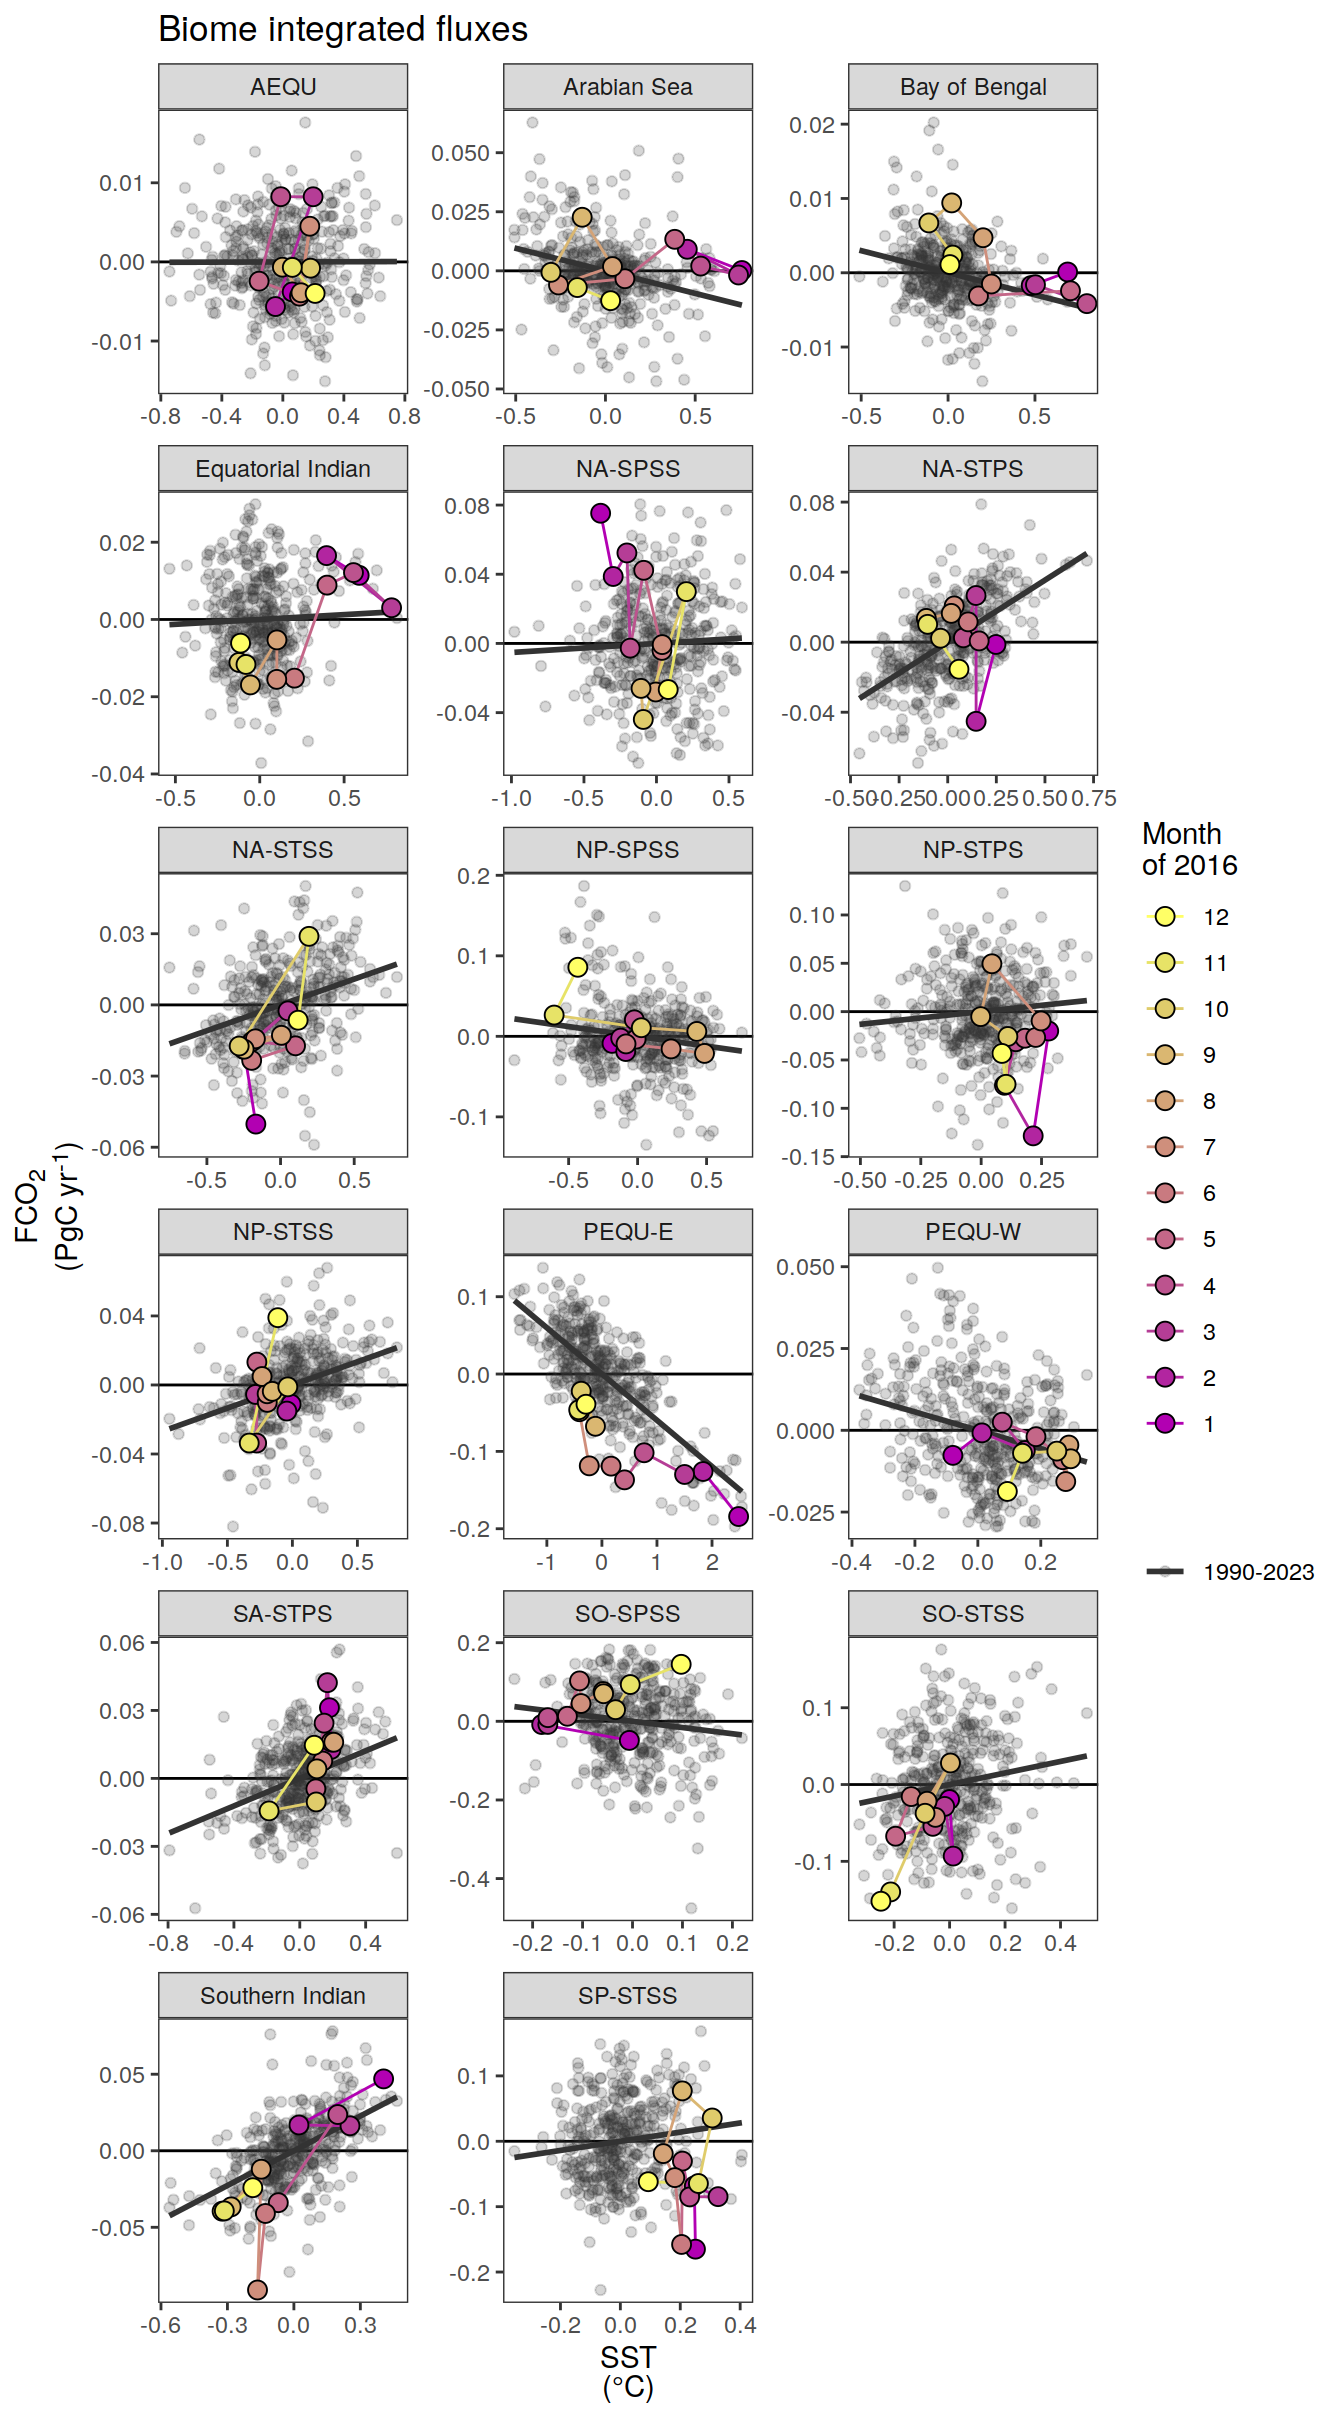 Biome integrated fluxes
AEQU Arabian Sea Bay of Bengal
0.01
0.00
-0.01
0.050
0.025
0.000
-0.025
-0.050
0.02
0.01
0.00
-0.01
-0.8 -0.4 0.0 0.4 0.8
-0.5 0.0 0.5
-0.5 0.0 0.5
Equatorial Indian NA-SPSS NA-STPS
0.02
0.00
-0.02
-0.04
0.08
0.04
0.00
-0.04
0.08
0.04
0.00
-0.04
-0.5 0.0 0.5
-1.0 -0.5 0.0 0.5
-0.50 -0.25 0.00 0.25 0.50 0.75
NA-STSS NP-SPSS NP-STPS
0.03
0.00
-0.03
-0.06
0.2
0.1
0.0
-0.1
0.10
0.05
0.00
-0.05
-0.10
-0.15
-0.5 0.0 0.5
-0.5 0.0 0.5
-0.50 -0.25 0.00 0.25
NP-STSS PEQU-E PEQU-W
0.04
0.00
-0.04
-0.08
0.1
0.0
-0.1
-0.2
0.050
0.025
0.000
-0.025
-1.0 -0.5 0.0 0.5
-1 0 1 2
-0.4 -0.2 0.0 0.2
SA-STPS SO-SPSS SO-STSS
0.06
0.03
0.00
-0.03
-0.06
0.2
0.0
-0.2
-0.4
0.1
0.0
-0.1
-0.8 -0.4 0.0 0.4
-0.2 -0.1 0.0 0.1 0.2
-0.2 0.0 0.2 0.4
Southern Indian SP-STSS
0.05
0.00
-0.05
0.1
0.0
-0.1
-0.2
-0.6 -0.3 0.0 0.3
-0.2 0.0 0.2 0.4
SST
(°C)
FCO₂
(PgC yr⁻¹)
Month
of 2016
12
11
10
9
8
7
6
5
4
3
2
1
1990-2023